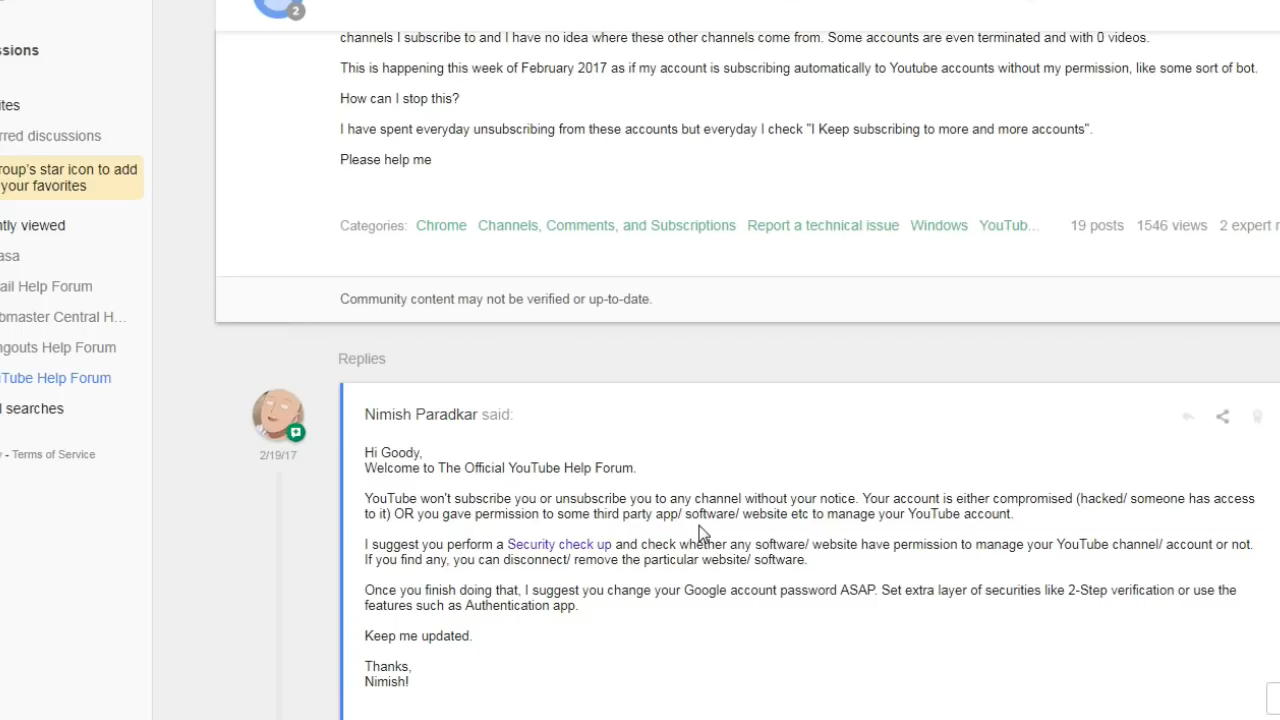 2
channels I subscribe to and I have no idea where these other channels come from. Some accounts are even terminated and with 0 videos.
This is happening this week of February 2017 as if my account is subscribing automatically to Youtube accounts without my permission, like some sort of bot.
How can I stop this?
I have spent everyday unsubscribing from these accounts but everyday I check "I Keep subscribing to more and more accounts".
Please help me
Categories: Chrome Channels, Comments, and Subscriptions Report a technical issue Windows YouTub... 19 posts 1546 views 2 expert r
Community content may not be verified or up-to-date.
ssions
ites
rred discussions
roup's star icon to add
your favorites
ntly viewed
asa
ail Help Forum
bmaster Central H...
ngouts Help Forum
Tube Help Forum
l searches
- Terms of Service
Replies
2/19/17
Nimish Paradkar said:
Hi Goody,
Welcome to The Official YouTube Help Forum.
YouTube won't subscribe you or unsubscribe you to any channel without your notice. Your account is either compromised (hacked/ someone has access
to it) OR you gave permission to some third party app/ software/ website etc to manage your YouTube account.
I suggest you perform a Security check up and check whether any software/ website have permission to manage your YouTube channel/ account or not.
If you find any, you can disconnect/ remove the particular website/ software.
Once you finish doing that, I suggest you change your Google account password ASAP. Set extra layer of securities like 2-Step verification or use the
features such as Authentication app.
Keep me updated.
Thanks,
Nimish!